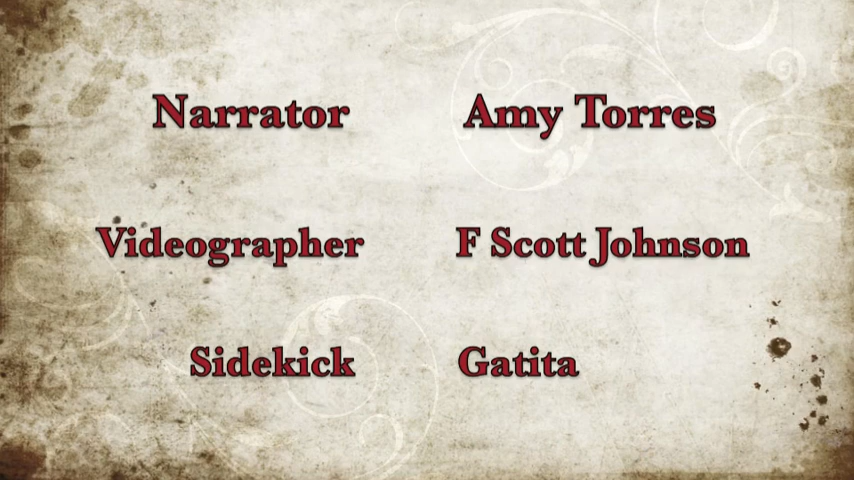 Narrator Amy Torres
Videographer F Scott Johnson
Sidekick Gatita